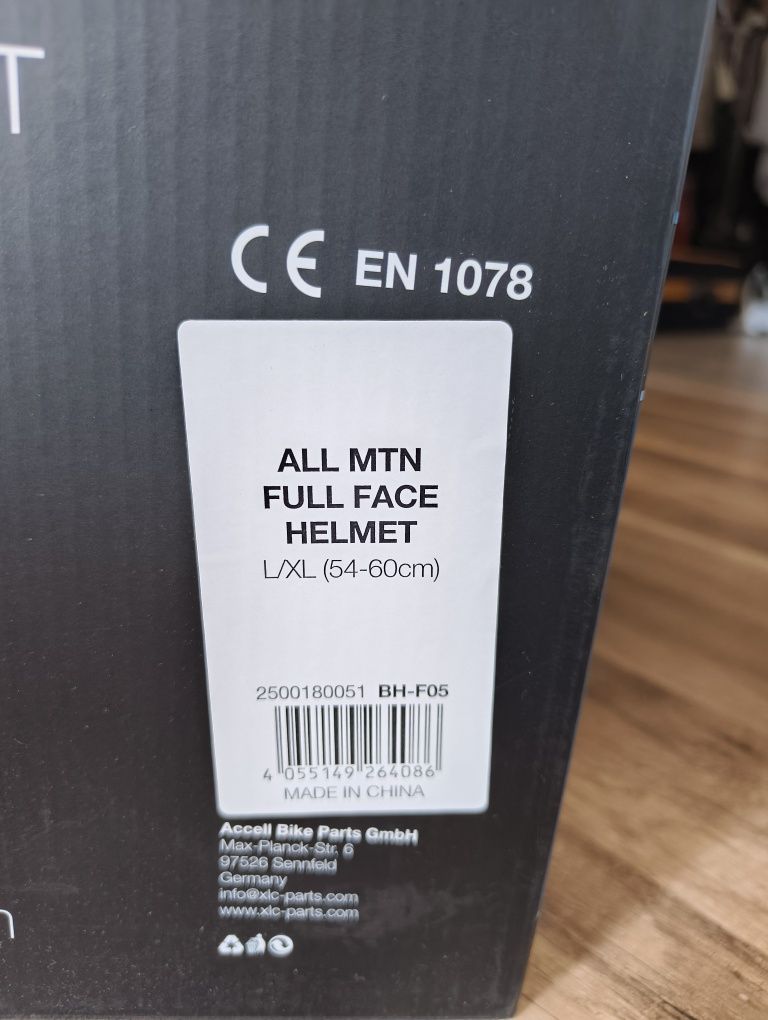 T
CE EN 1078
ALL MTN
FULL FACE
HELMET
L/XL (54-60cm)
2500180051 BH-F05
4 055149 264086
MADE IN CHINA
Accell Bike Parts GmbH
Max-Planck-Str. 6
97526 Sennfeld
Germany
info@xlc-parts.com
www.xlc-parts.com
n